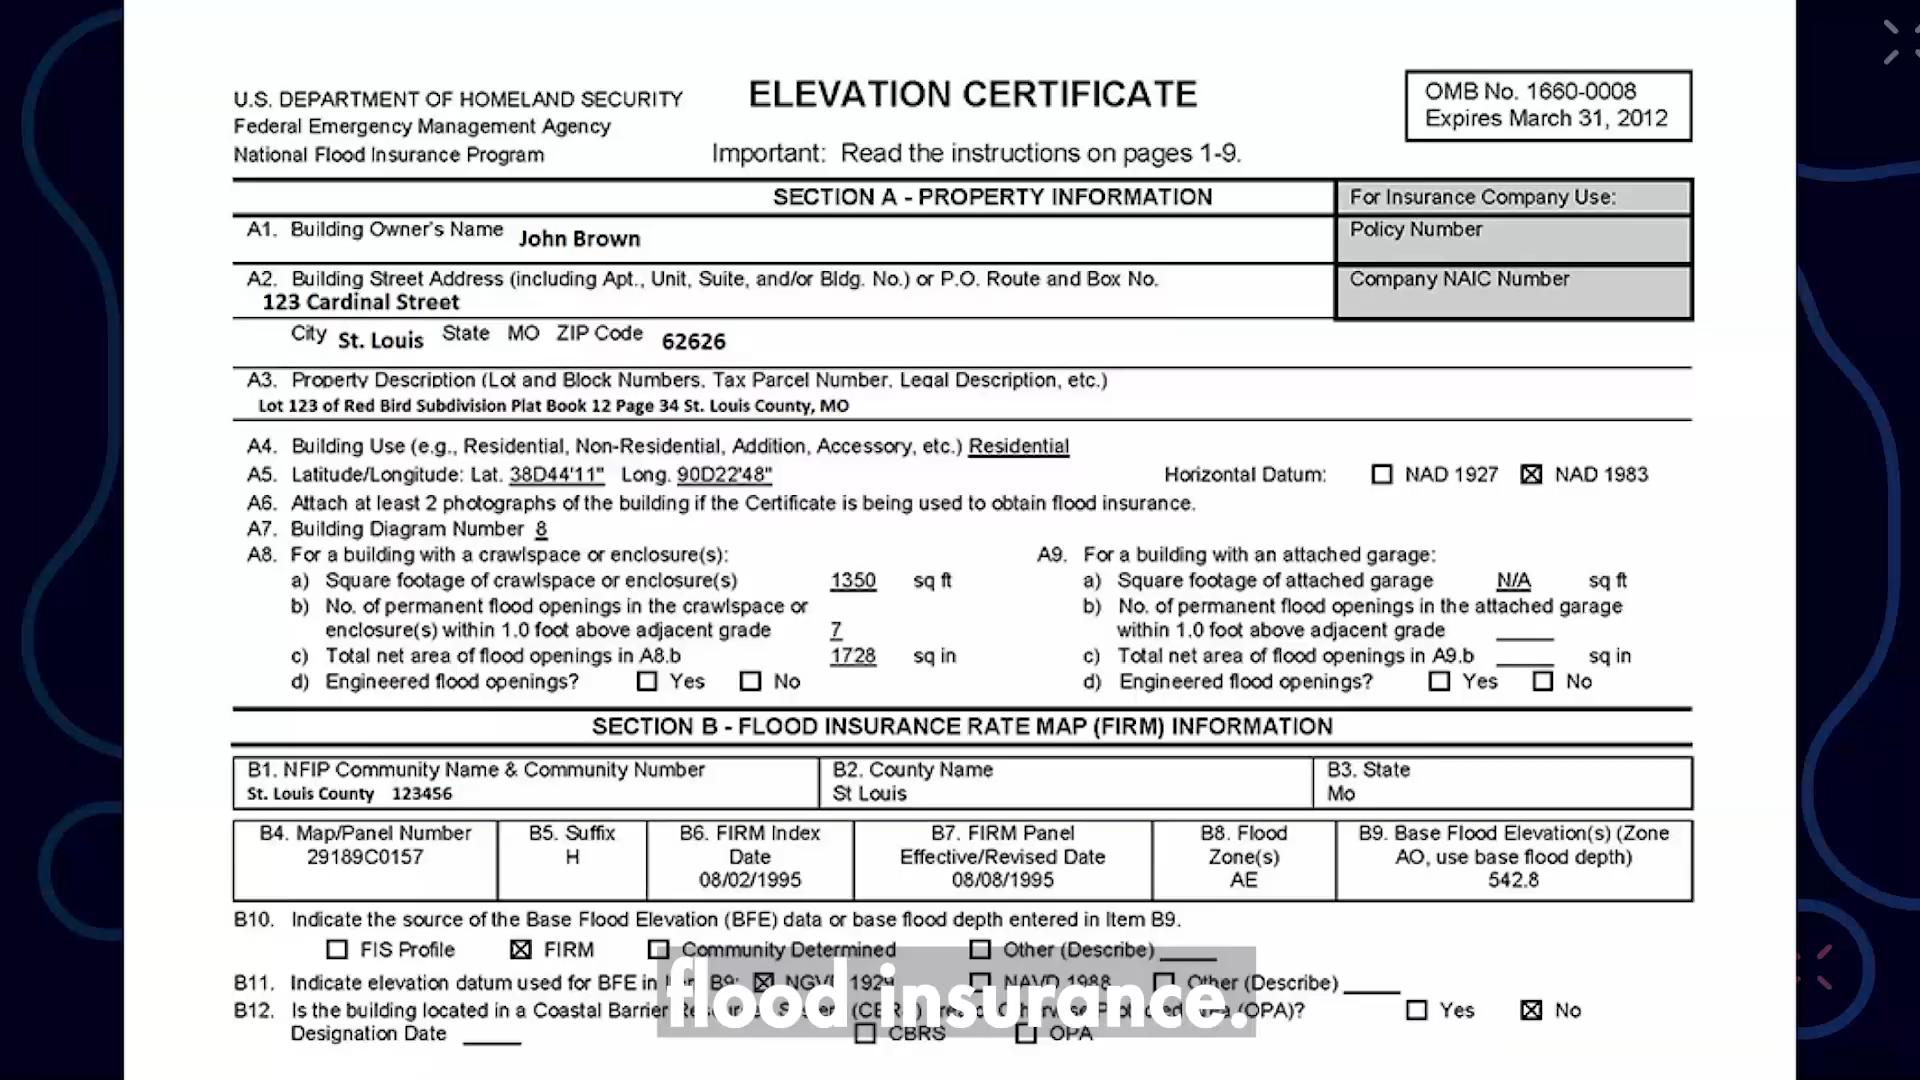 U.S. DEPARTMENT OF HOMELAND SECURITY
Federal Emergency Management Agency
National Flood Insurance Program
ELEVATION CERTIFICATE
Important: Read the instructions on pages 1-9.
OMB No. 1660-0008
Expires March 31, 2012
SECTION A - PROPERTY INFORMATION
For Insurance Company Use:
A1. Building Owner's Name John Brown
Policy Number
A2. Building Street Address (including Apt., Unit, Suite, and/or Bldg. No.) or P.O. Route and Box No.
123 Cardinal Street
Company NAIC Number
City St. Louis State MO ZIP Code 62626
A3. Property Description (Lot and Block Numbers, Tax Parcel Number, Legal Description, etc.)
Lot 123 of Red Bird Subdivision Plat Book 12 Page 34 St. Louis County, MO
A4. Building Use (e.g., Residential, Non-Residential, Addition, Accessory, etc.) Residential
A5. Latitude/Longitude: Lat. 38D44'11" Long. 90D22'48" Horizontal Datum: NAD 1927 NAD 1983
A6. Attach at least 2 photographs of the building if the Certificate is being used to obtain flood insurance.
A7. Building Diagram Number 8
A8. For a building with a crawlspace or enclosure(s):
a) Square footage of crawlspace or enclosure(s) 1350 sq ft
b) No. of permanent flood openings in the crawlspace or
enclosure(s) within 1.0 foot above adjacent grade 7
c) Total net area of flood openings in A8.b 1728 sq in
d) Engineered flood openings? Yes No
A9. For a building with an attached garage:
a) Square footage of attached garage N/A sq ft
b) No. of permanent flood openings in the attached garage
within 1.0 foot above adjacent grade
c) Total net area of flood openings in A9.b sq in
d) Engineered flood openings? Yes No
SECTION B - FLOOD INSURANCE RATE MAP (FIRM) INFORMATION
B1. NFIP Community Name & Community Number
St. Louis County 123456
B2. County Name
St Louis
B3. State
Mo
B4. Map/Panel Number
29189C0157
B5. Suffix
H
B6. FIRM Index
Date
08/02/1995
B7. FIRM Panel
Effective/Revised Date
08/08/1995
B8. Flood
Zone(s)
AE
B9. Base Flood Elevation(s) (Zone
AO, use base flood depth)
542.8
B10. Indicate the source of the Base Flood Elevation (BFE) data or base flood depth entered in Item B9.
FIS Profile FIRM Community Determined Other (Describe)
B11. Indicate elevation datum used for BFE in Item B9: NGVD 1929 NAVD 1988 Other (Describe)
B12. Is the building located in a Coastal Barrier (OPA)? Yes No
Designation Date CBRS OPA
flood insurance.